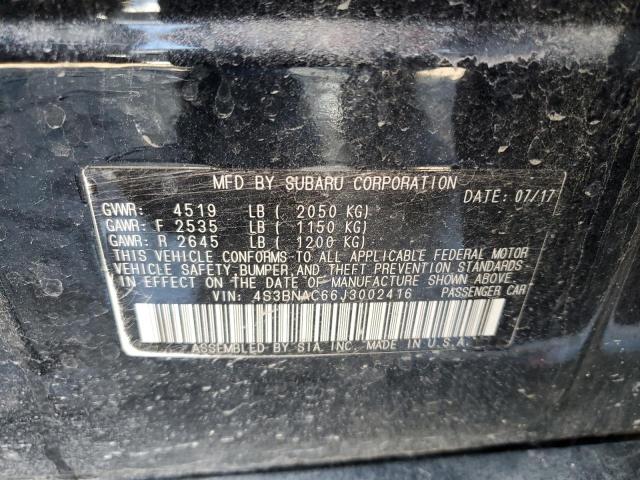 MFD BY SUBARU CORPORATION
DATE: 07/17
GVWR: 4519 LB ( 2050 KG)
GAWR: F 2535 LB ( 1150 KG)
GAWR: R 2645 LB ( 1200 KG)
THIS VEHICLE CONFORMS TO ALL APPLICABLE FEDERAL MOTOR
VEHICLE SAFETY,BUMPER,AND THEFT PREVENTION STANDARDS
IN EFFECT ON THE DATE OF MANUFACTURE SHOWN ABOVE.
VIN: 4S3BNAC66J3002416 PASSENGER CAR
ASSEMBLED BY SIA, INC. MADE IN U.S.A.